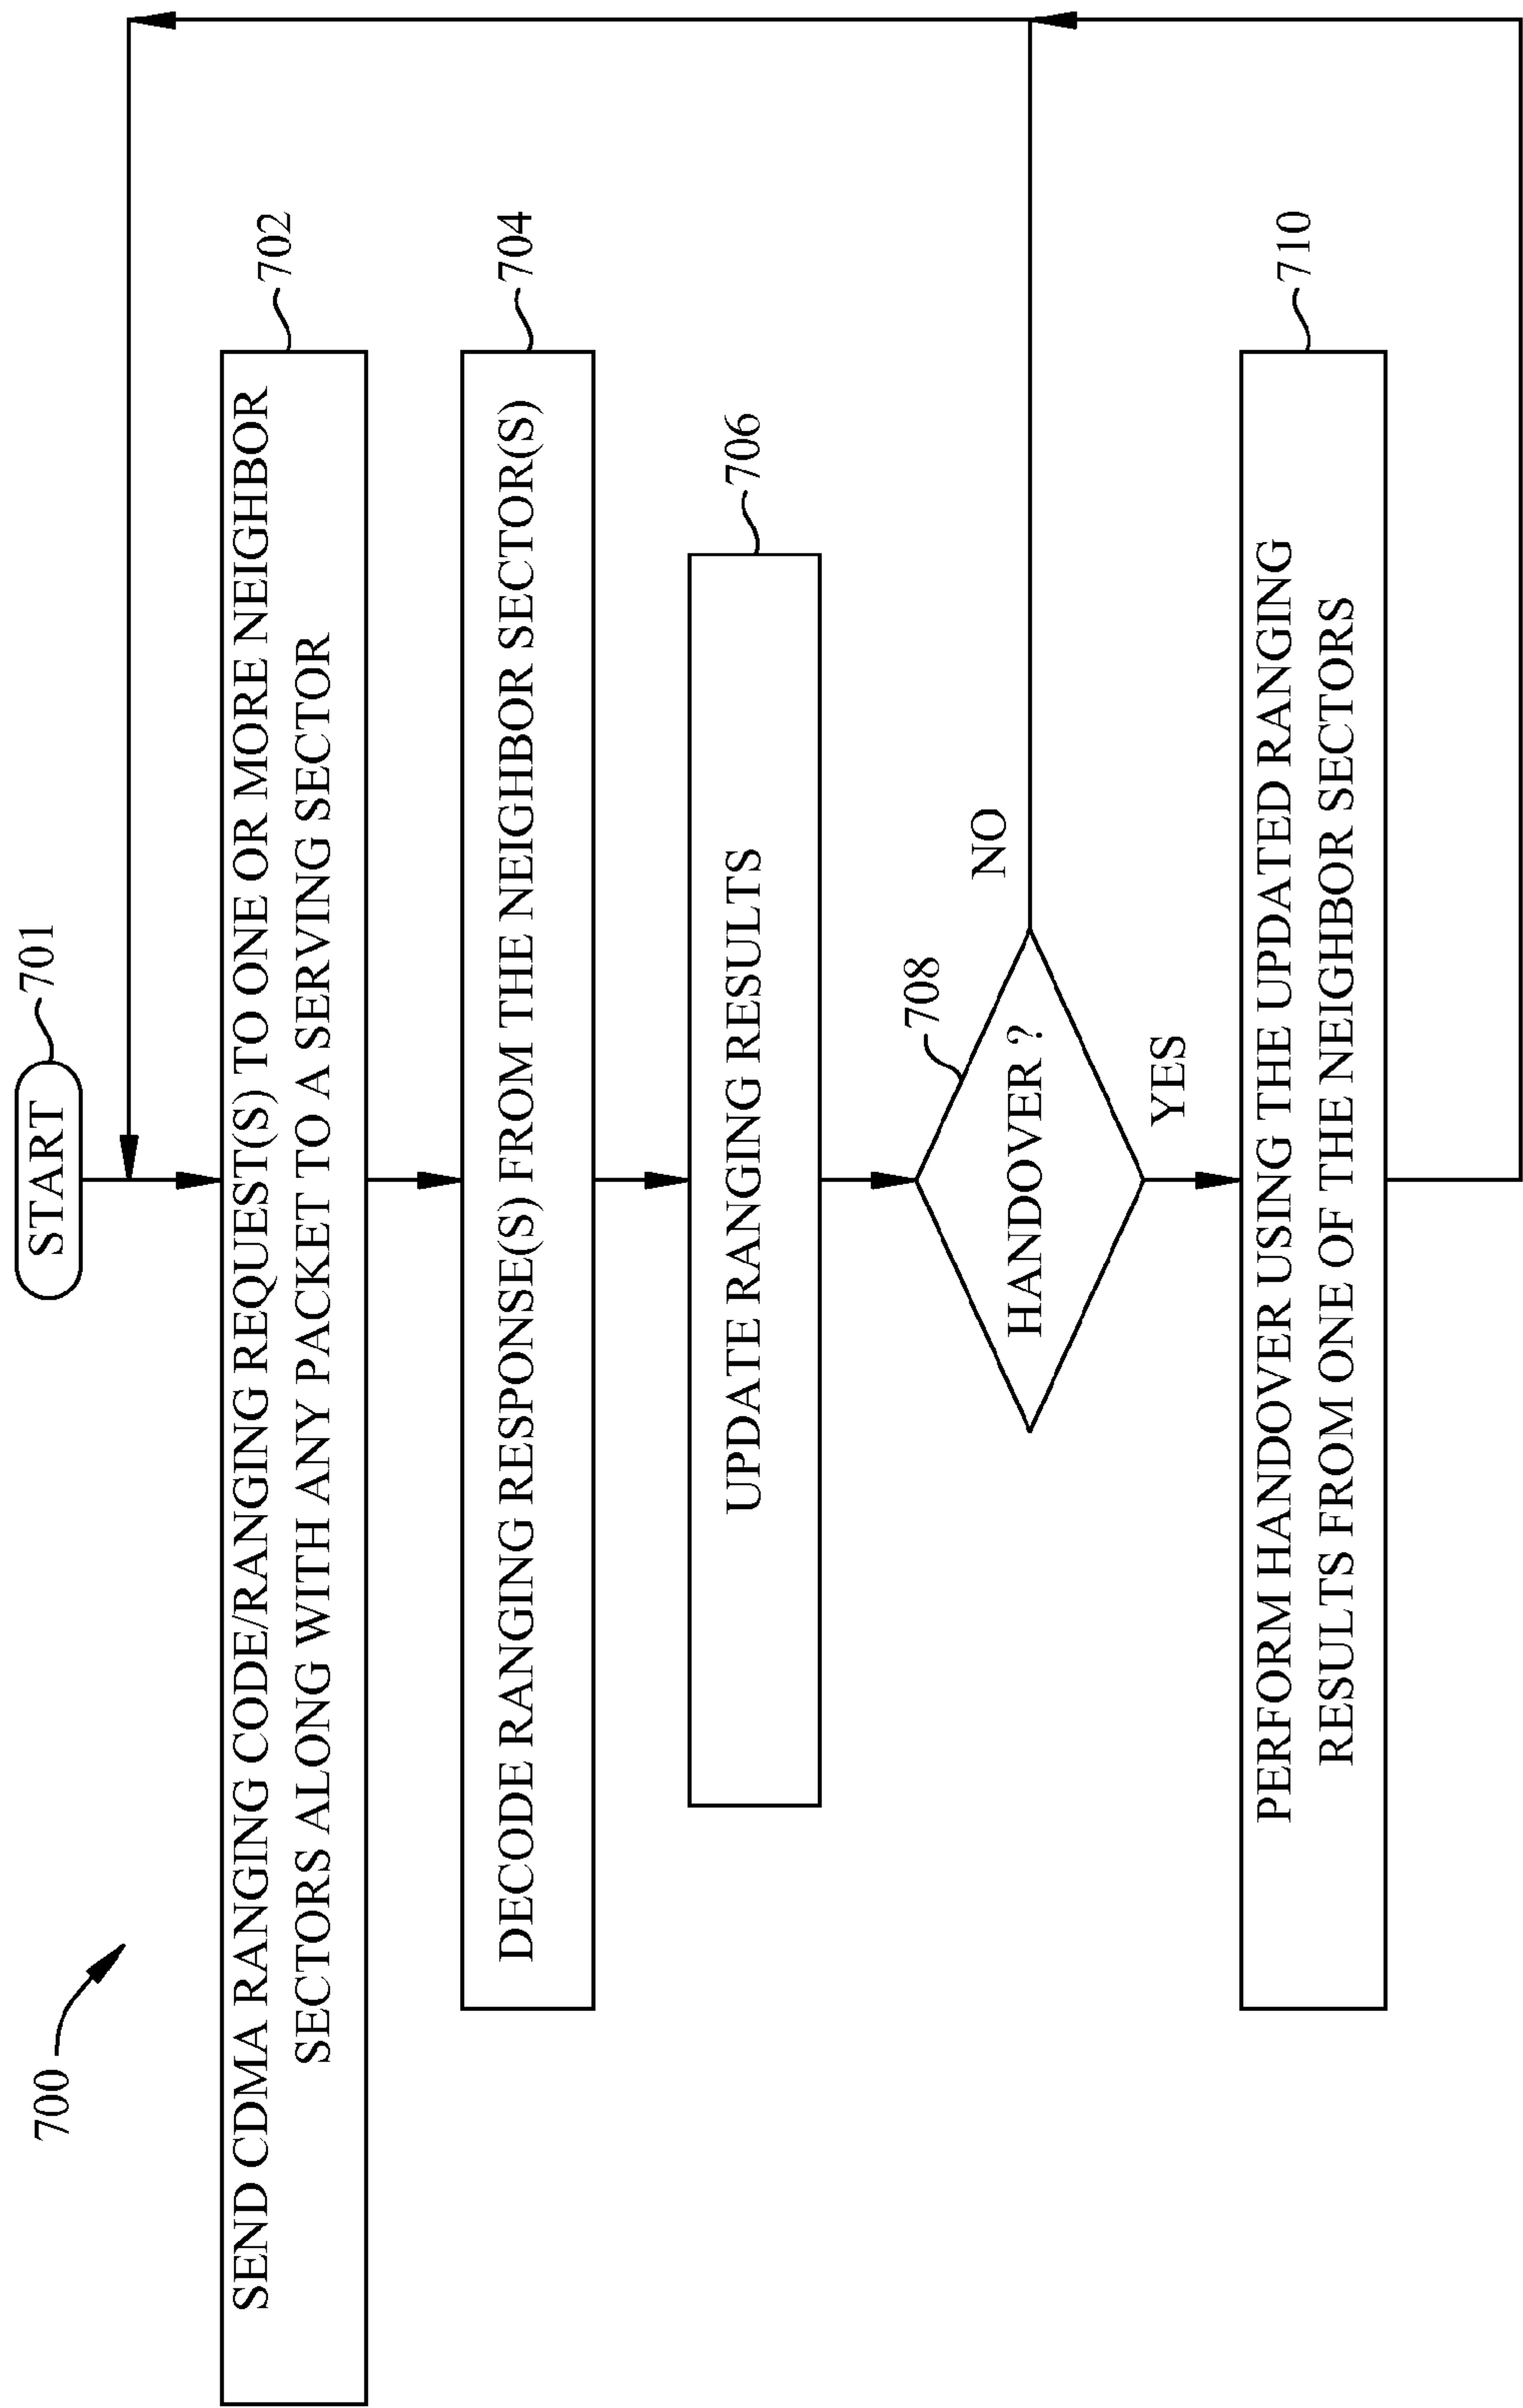 700
START
701
SEND CDMA RANGING CODE/RANGING REQUEST(S) TO ONE OR MORE NEIGHBOR
SECTORS ALONG WITH ANY PACKET TO A SERVING SECTOR
702
DECODE RANGING RESPONSE(S) FROM THE NEIGHBOR SECTOR(S)
704
UPDATE RANGING RESULTS
706
HANDOVER ?
708
NO
YES
PERFORM HANDOVER USING THE UPDATED RANGING
RESULTS FROM ONE OF THE NEIGHBOR SECTORS
710